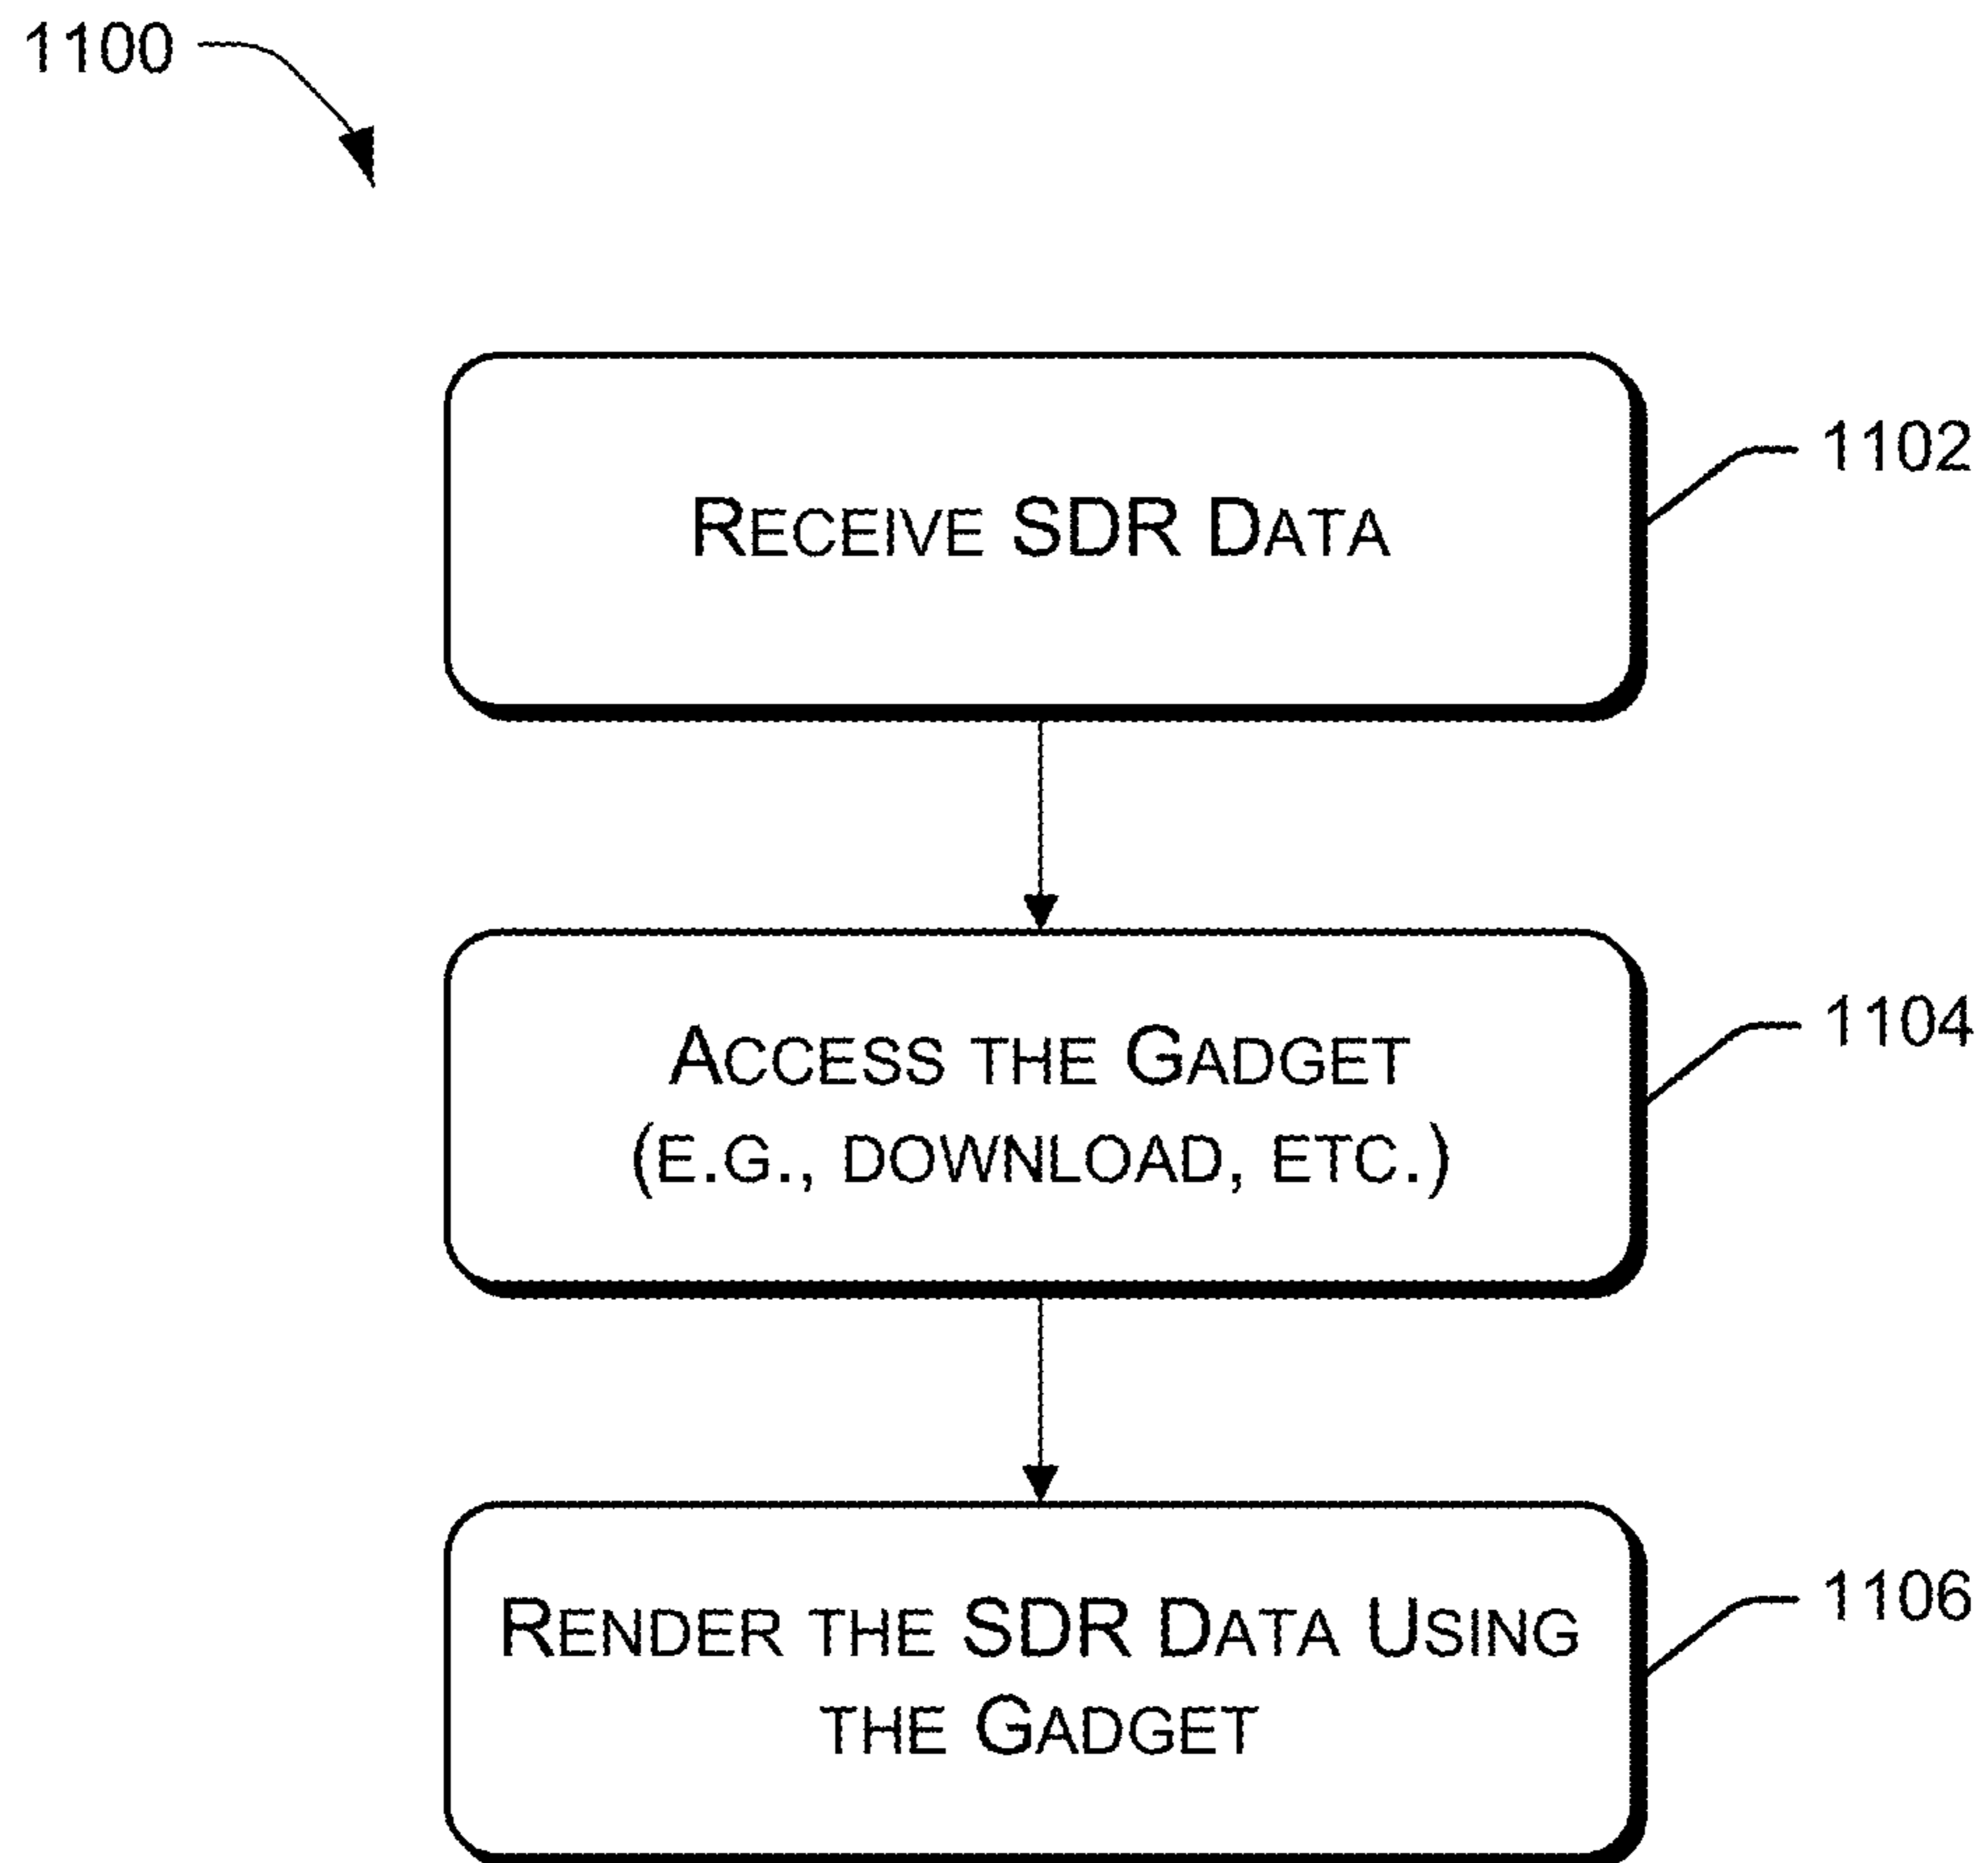 1100
RECEIVE SDR DATA
1102
ACCESS THE GADGET
(E.G., DOWNLOAD, ETC.)
1104
RENDER THE SDR DATA USING
THE GADGET
1106